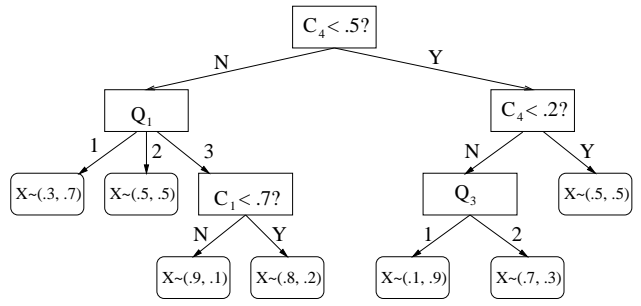 C₄ < .5?
N
Y
Q₁
C₄ < .2?
1
2
3
N
Y
X~(.3, .7)
X~(.5, .5)
C₁ < .7?
Q₃
X~(.5, .5)
N
Y
1
2
X~(.9, .1)
X~(.8, .2)
X~(.1, .9)
X~(.7, .3)